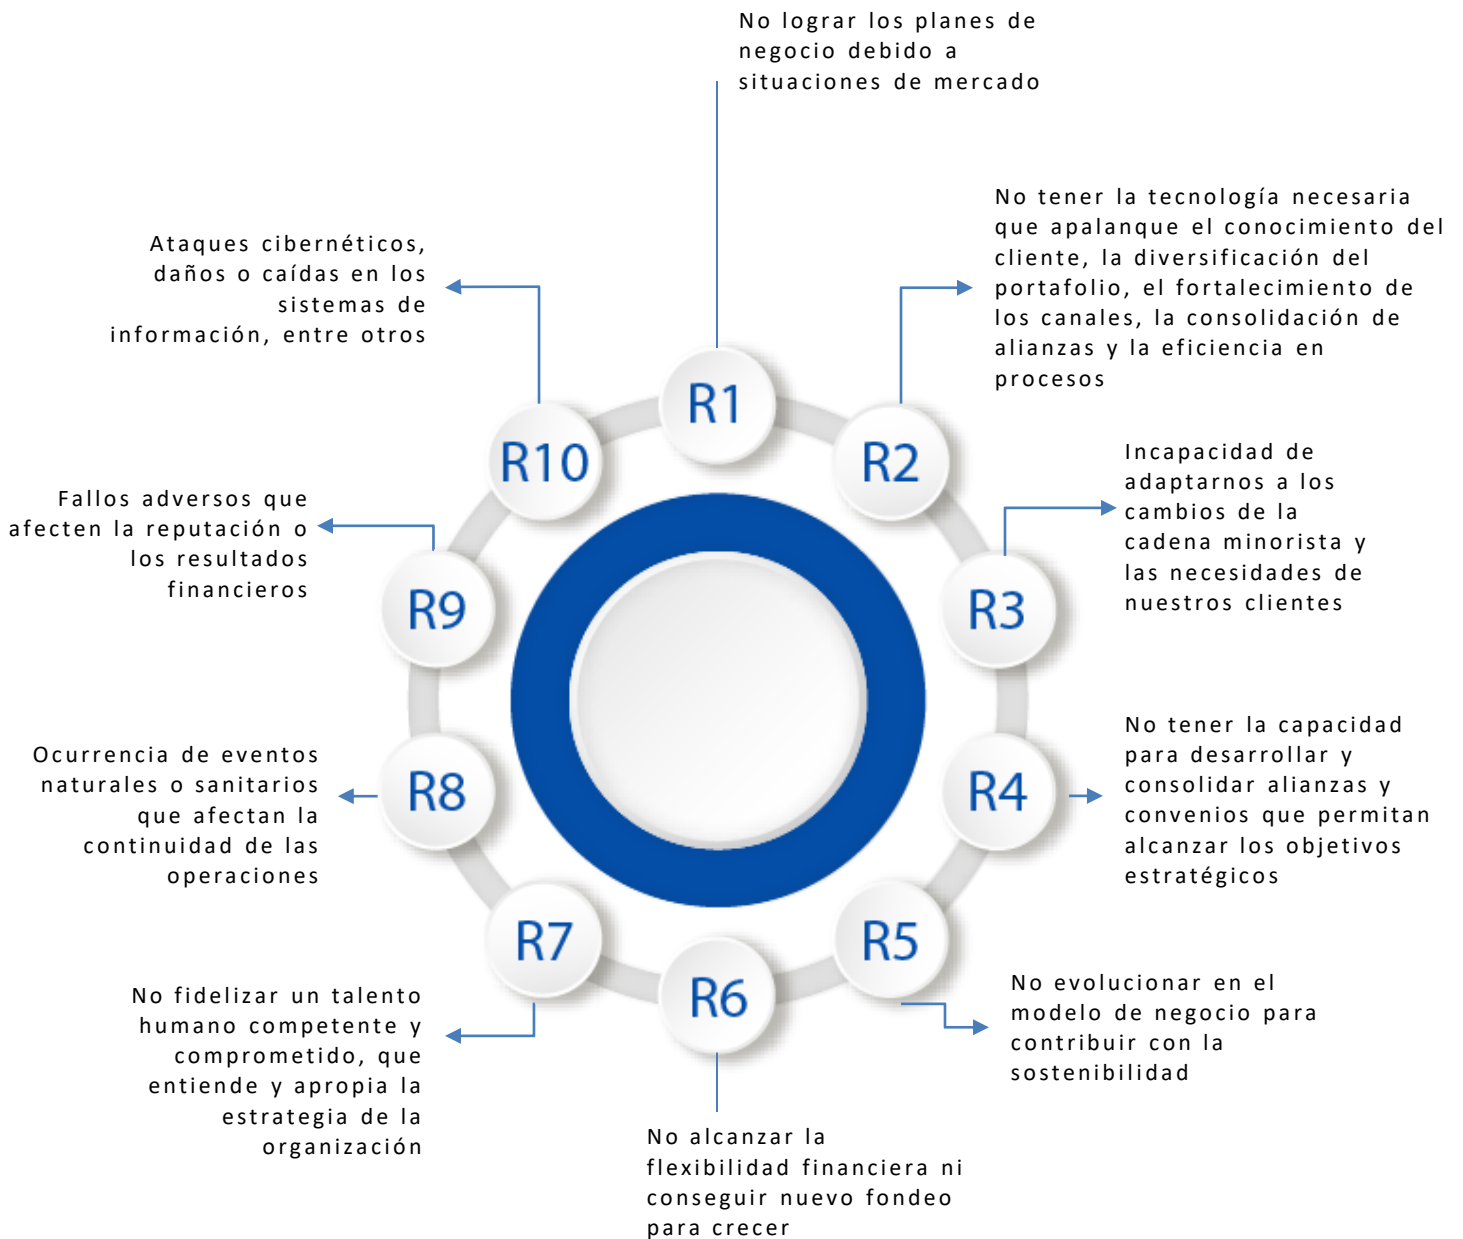 No lograr los planes de
negocio debido a
situaciones de mercado
R1
No tener la tecnología necesaria
que apalanque el conocimiento del
cliente, la diversificación del
portafolio, el fortalecimiento de
los canales, la consolidación de
alianzas y la eficiencia en
procesos
R2
Incapacidad de
adaptarnos a los
cambios de la
cadena minorista y
las necesidades de
nuestros clientes
R3
No tener la capacidad
para desarrollar y
consolidar alianzas y
convenios que permitan
alcanzar los objetivos
estratégicos
R4
No evolucionar en el
modelo de negocio para
contribuir con la
sostenibilidad
R5
No alcanzar la
flexibilidad financiera ni
conseguir nuevo fondeo
para crecer
R6
No fidelizar un talento
humano competente y
comprometido, que
entiende y apropia la
estrategia de la
organización
R7
Ocurrencia de eventos
naturales o sanitarios
que afectan la
continuidad de las
operaciones
R8
Fallos adversos que
afecten la reputación o
los resultados
financieros
R9
Ataques cibernéticos,
daños o caídas en los
sistemas de
información, entre otros
R10